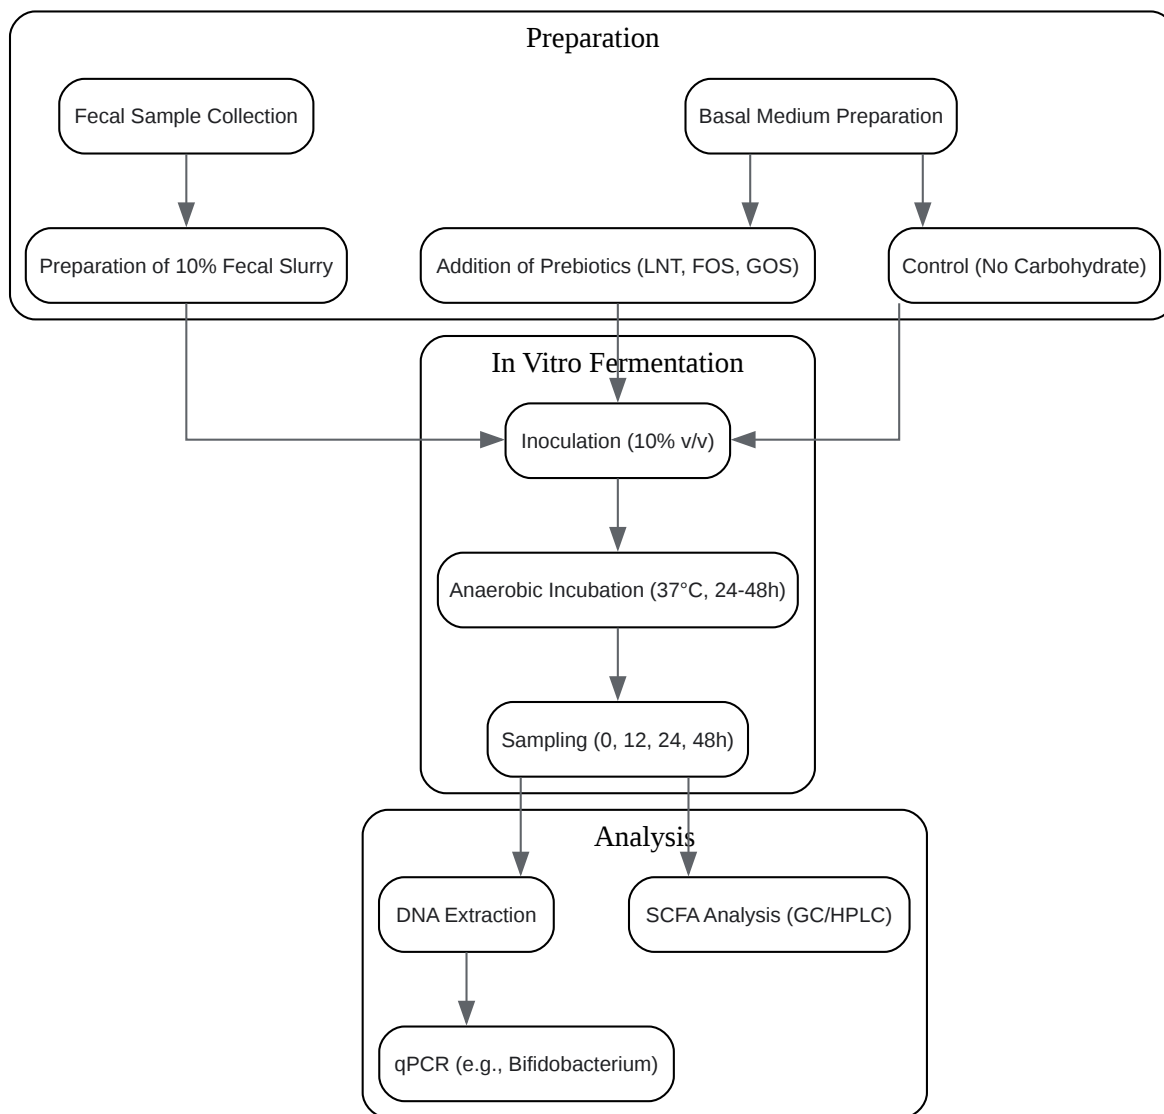 Preparation
Fecal Sample Collection
Basal Medium Preparation
Preparation of 10% Fecal Slurry
Addition of Prebiotics (LNT, FOS, GOS)
Control (No Carbohydrate)
In Vitro Fermentation
Inoculation (10% v/v)
Anaerobic Incubation (37°C, 24-48h)
Sampling (0, 12, 24, 48h)
Analysis
DNA Extraction
SCFA Analysis (GC/HPLC)
qPCR (e.g., Bifidobacterium)